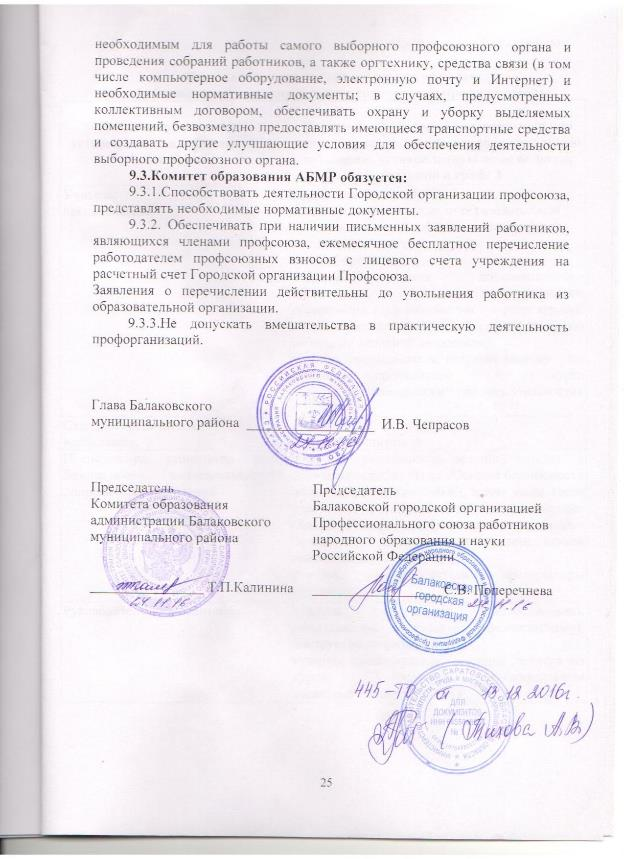 необходимым для работы самого выборного профсоюзного органа и
проведения собраний работников, а также оргтехнику, средства связи (в том
числе компьютерное оборудование, электронную почту и Интернет) и
необходимые нормативные документы; в случаях, предусмотренных
коллективным договором, обеспечивать охрану и уборку выделяемых
помещений, безвозмездно предоставлять имеющиеся транспортные средства
и создавать другие улучшающие условия для обеспечения деятельности
выборного профсоюзного органа.
9.3.Комитет образования АБМР обязуется:
9.3.1.Способствовать деятельности Городской организации профсоюза,
представлять необходимые нормативные документы.
9.3.2. Обеспечивать при наличии письменных заявлений работников,
являющихся членами профсоюза, ежемесячное бесплатное перечисление
работодателем профсоюзных взносов с лицевого счета учреждения на
расчетный счет Городской организации Профсоюза.
Заявления о перечислении действительны до увольнения работника из
образовательной организации.
9.3.3.Не допускать вмешательства в практическую деятельность
профорганизаций.
РОССИЙСКАЯ ФЕДЕРАЦИЯ
Глава Балаковского
муниципального района И.В. Чепрасов
Председатель
Комитета образования
администрации Балаковского
муниципального района
Т.П.Калинина
24.11.16
Председатель
Балаковской городской организацией
Профессионального союза работников
народного образования и науки
Российской Федерации
Балаковская
городская
организация
С.В. Поперечнева
24.11.16
445-ТО от 13.12.2016г.
ДЛЯ
ДОКУМЕНТОВ
(Тихова А.В.)
25